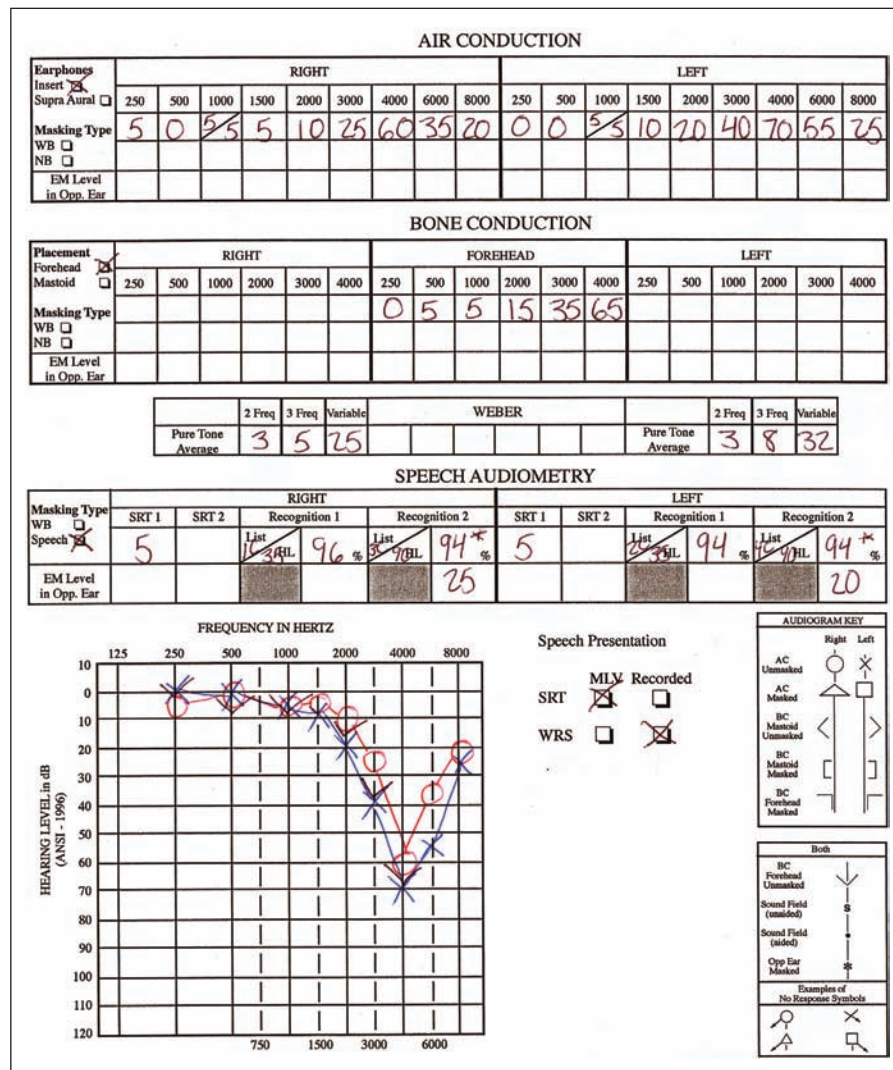 AIR CONDUCTION
Earphones
Insert
Supra Aural
RIGHT
LEFT
250 500 1000 1500 2000 3000 4000 6000 8000 250 500 1000 1500 2000 3000 4000 6000 8000
Masking Type
WB
NB
5 0 5/5 5 10 25 60 35 20 0 0 5/5 10 20 40 70 55 25
EM Level
in Opp. Ear
BONE CONDUCTION
Placement
Forehead
Mastoid
RIGHT FOREHEAD LEFT
250 500 1000 2000 3000 4000 250 500 1000 2000 3000 4000 250 500 1000 2000 3000 4000
Masking Type
WB
NB
0 5 5 15 35 65
EM Level
in Opp. Ear
2 Freq 3 Freq Variable WEBER 2 Freq 3 Freq Variable
Pure Tone
Average
3 5 25
Pure Tone
Average
3 8 32
SPEECH AUDIOMETRY
Masking Type
WB
Speech
RIGHT LEFT
SRT 1 SRT 2 Recognition 1 Recognition 2 SRT 1 SRT 2 Recognition 1 Recognition 2
5 List HL 96 % List 90 HL 94* % 5 List HL 94 % List 90 HL 94* %
EM Level
in Opp. Ear
25 20
FREQUENCY IN HERTZ
125 250 500 1000 2000 4000 8000
HEARING LEVEL in dB
(ANSI - 1996)
10
0
10
20
30
40
50
60
70
80
90
100
110
120
750 1500 3000 6000
Speech Presentation
MLV Recorded
SRT
WRS
AUDIOGRAM KEY
Right Left
AC
Unmasked
AC
Masked
BC
Mastoid
Unmasked
BC
Mastoid
Masked
BC
Forehead
Masked
Both
BC
Forehead
Unmasked
Sound Field
(unaided)
S
Sound Field
(aided)
Opp Ear
Masked
*
Examples of
No Response Symbols